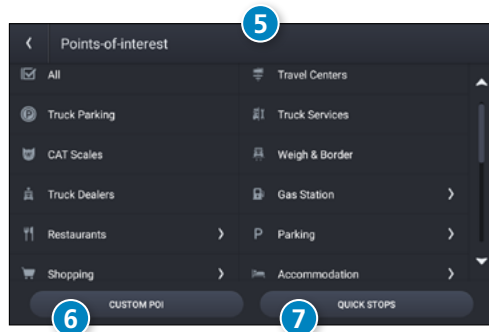 5
Points-of-interest
All
Travel Centers
Truck Parking
Truck Services
CAT Scales
Weigh & Border
Truck Dealers
Gas Station
Restaurants
P Parking
Shopping
Accommodation
CUSTOM POI
QUICK STOPS
6
7